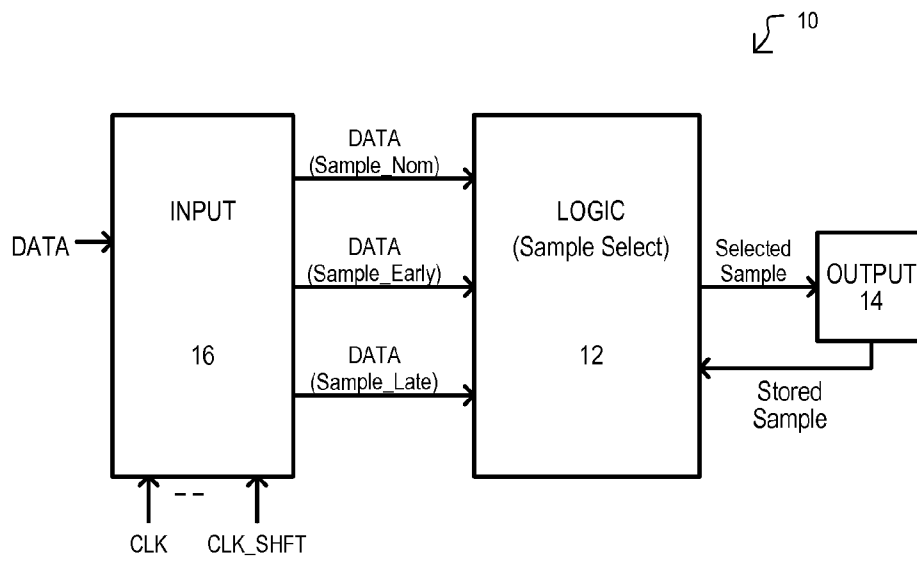 10
DATA
INPUT
16
CLK
- -
CLK_SHFT
DATA
(Sample_Nom)
DATA
(Sample_Early)
DATA
(Sample_Late)
LOGIC
(Sample Select)
12
Selected
Sample
OUTPUT
14
Stored
Sample